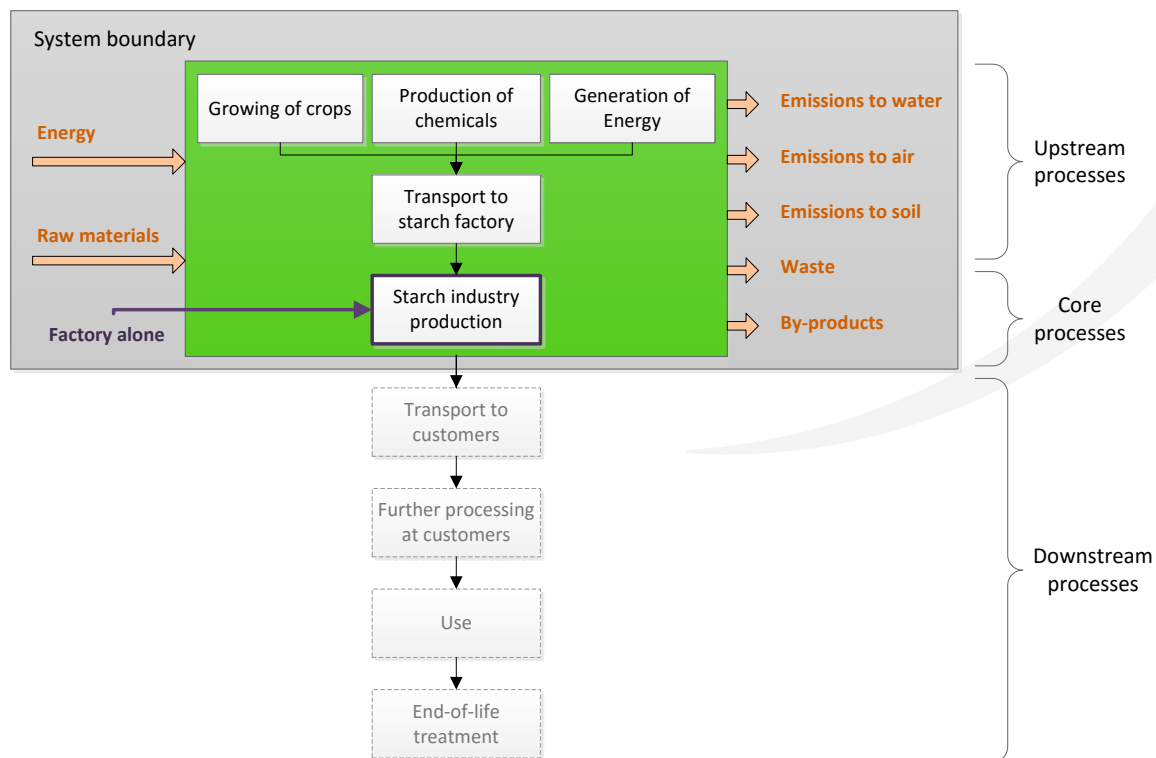 System boundary
Growing of crops
Production of
chemicals
Generation of
Energy
Energy
Raw materials
Transport to
starch factory
Factory alone
Starch industry
production
Emissions to water
Emissions to air
Emissions to soil
Waste
By-products
Upstream
processes
Core
processes
Transport to
customers
Further processing
at customers
Use
End-of-life
treatment
Downstream
processes